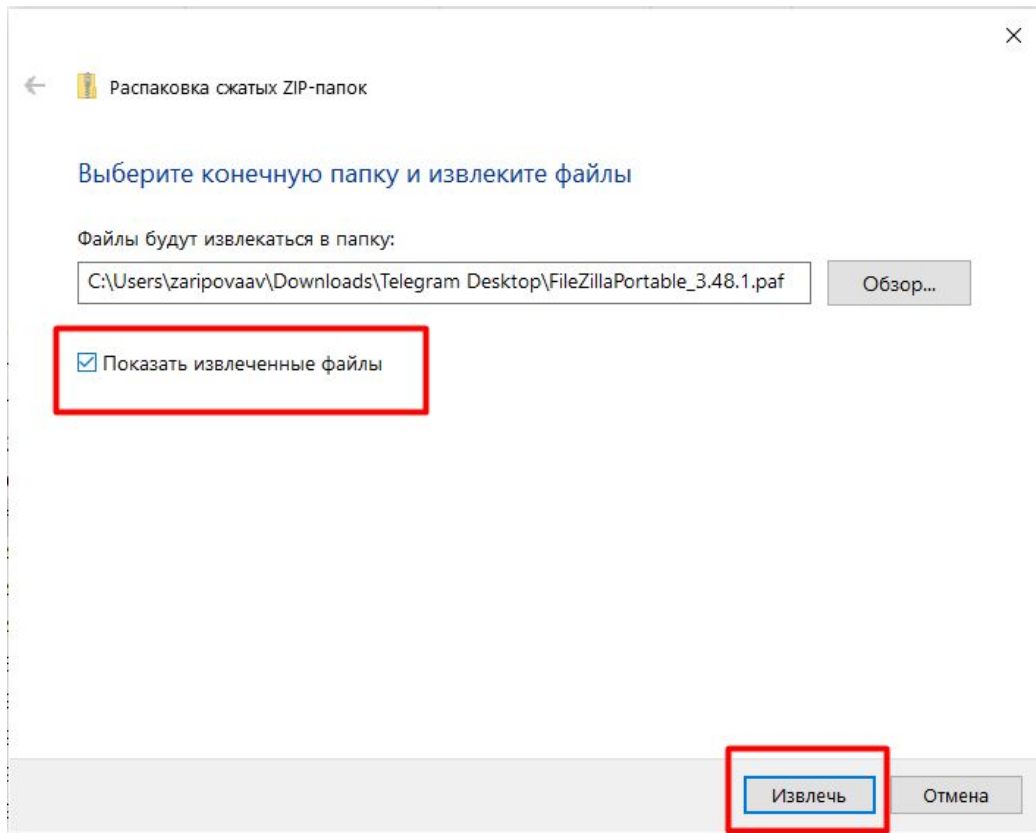 Распаковка сжатых ZIP-папок
Выберите конечную папку и извлеките файлы
Файлы будут извлекаться в папку:
C:\Users\zaripovaav\Downloads\Telegram Desktop\FileZillaPortable_3.48.1.paf
Обзор...
Показать извлеченные файлы
Извлечь
Отмена